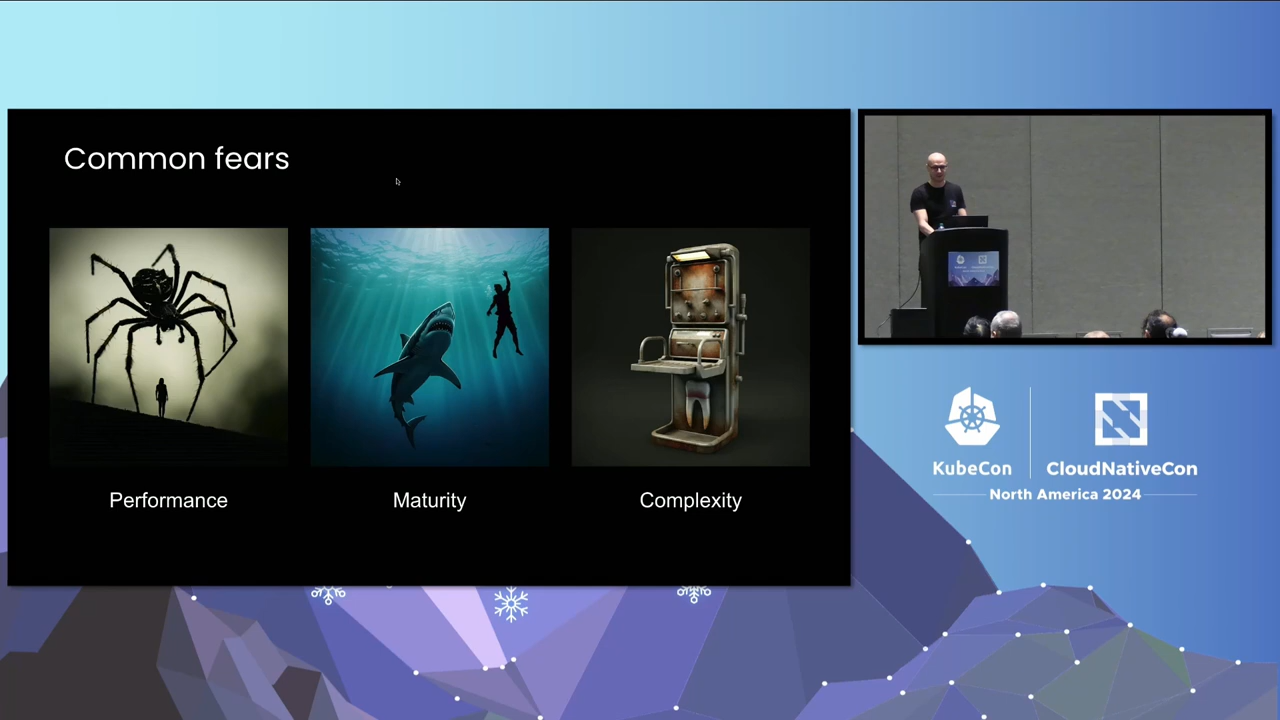 Common fears
Performance
Maturity
Complexity
KubeCon
CloudNativeCon
North America 2024